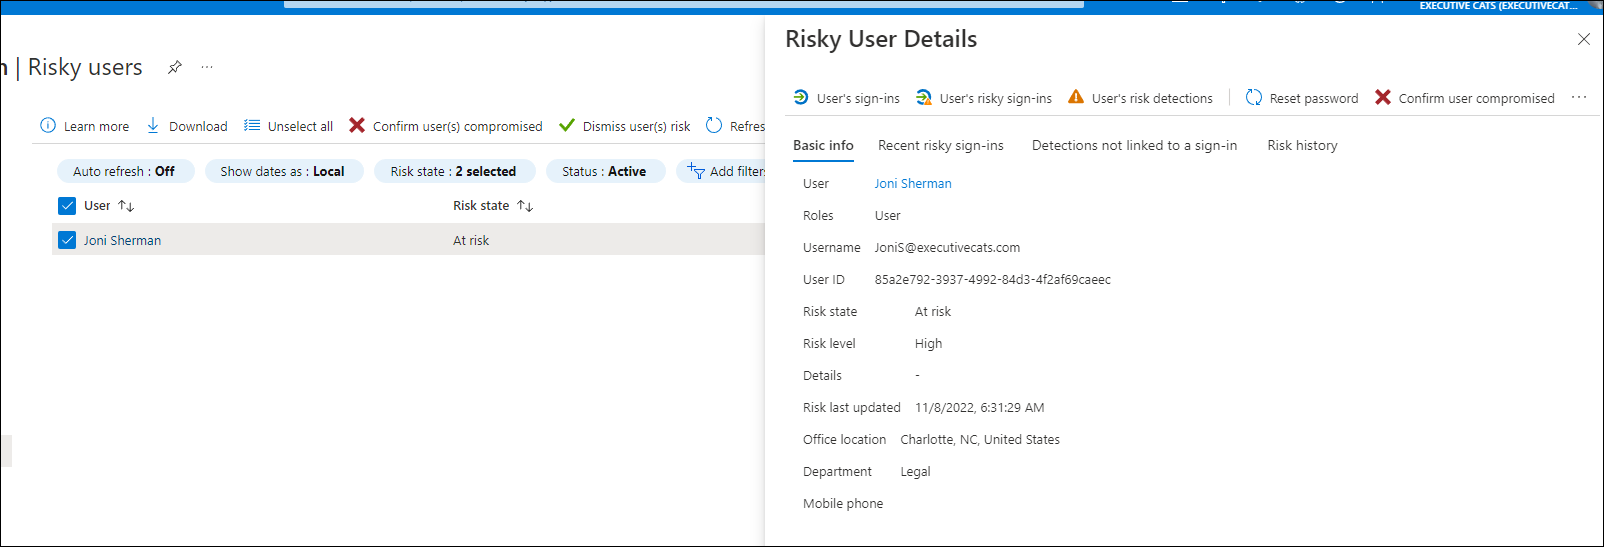 EXECUTIVE CATS (EXECUTIVECAT...
Risky User Details
| Risky users ...
User's sign-ins User's risky sign-ins User's risk detections Reset password Confirm user compromised ...
Learn more Download Unselect all Confirm user(s) compromised Dismiss user(s) risk Refres
Basic info Recent risky sign-ins Detections not linked to a sign-in Risk history
Auto refresh : Off Show dates as : Local Risk state : 2 selected Status : Active Add filters
User Risk state
Joni Sherman At risk
User Joni Sherman
Roles User
Username JoniS@executivecats.com
User ID 85a2e792-3937-4992-84d3-4f2af69caeec
Risk state At risk
Risk level High
Details -
Risk last updated 11/8/2022, 6:31:29 AM
Office location Charlotte, NC, United States
Department Legal
Mobile phone